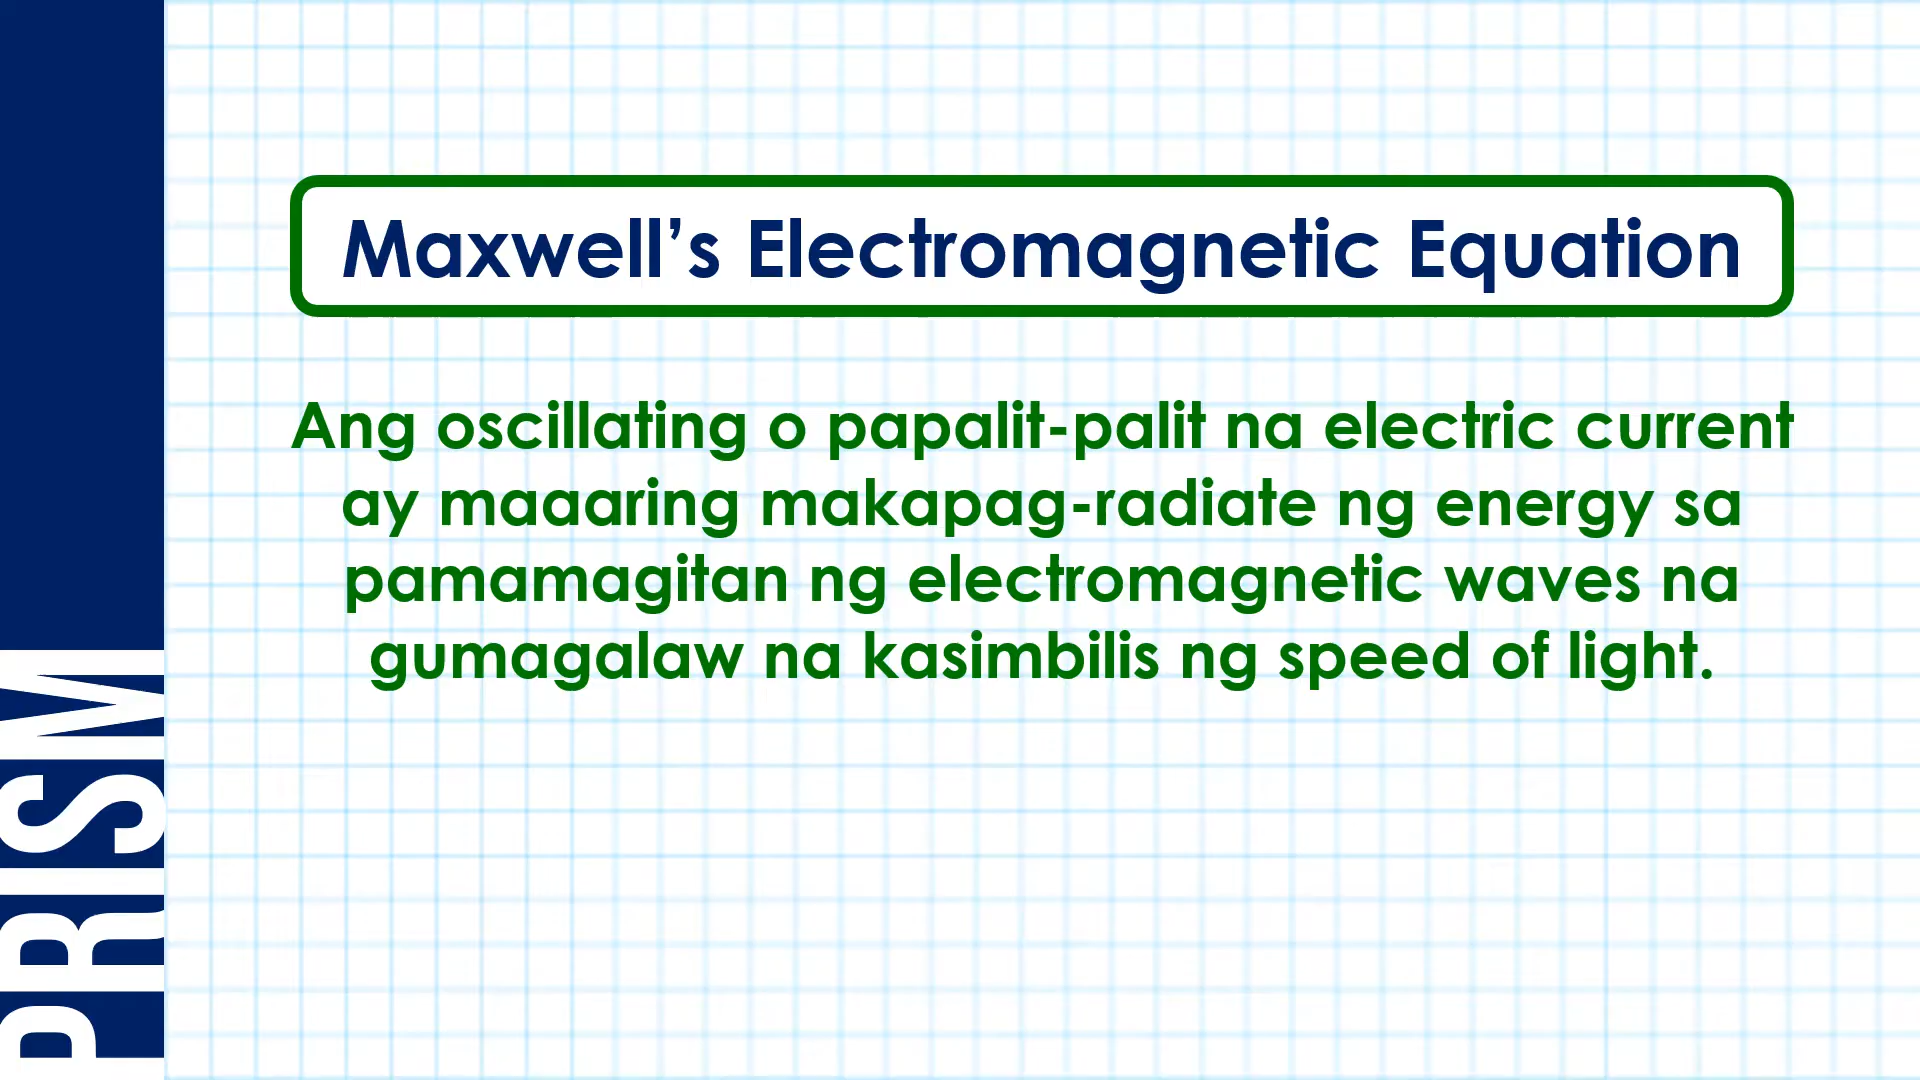 Maxwell’s Electromagnetic Equation
Ang oscillating o papalit-palit na electric current
ay maaaring makapag-radiate ng energy sa
pamamagitan ng electromagnetic waves na
gumagalaw na kasimbilis ng speed of light.
PRISM